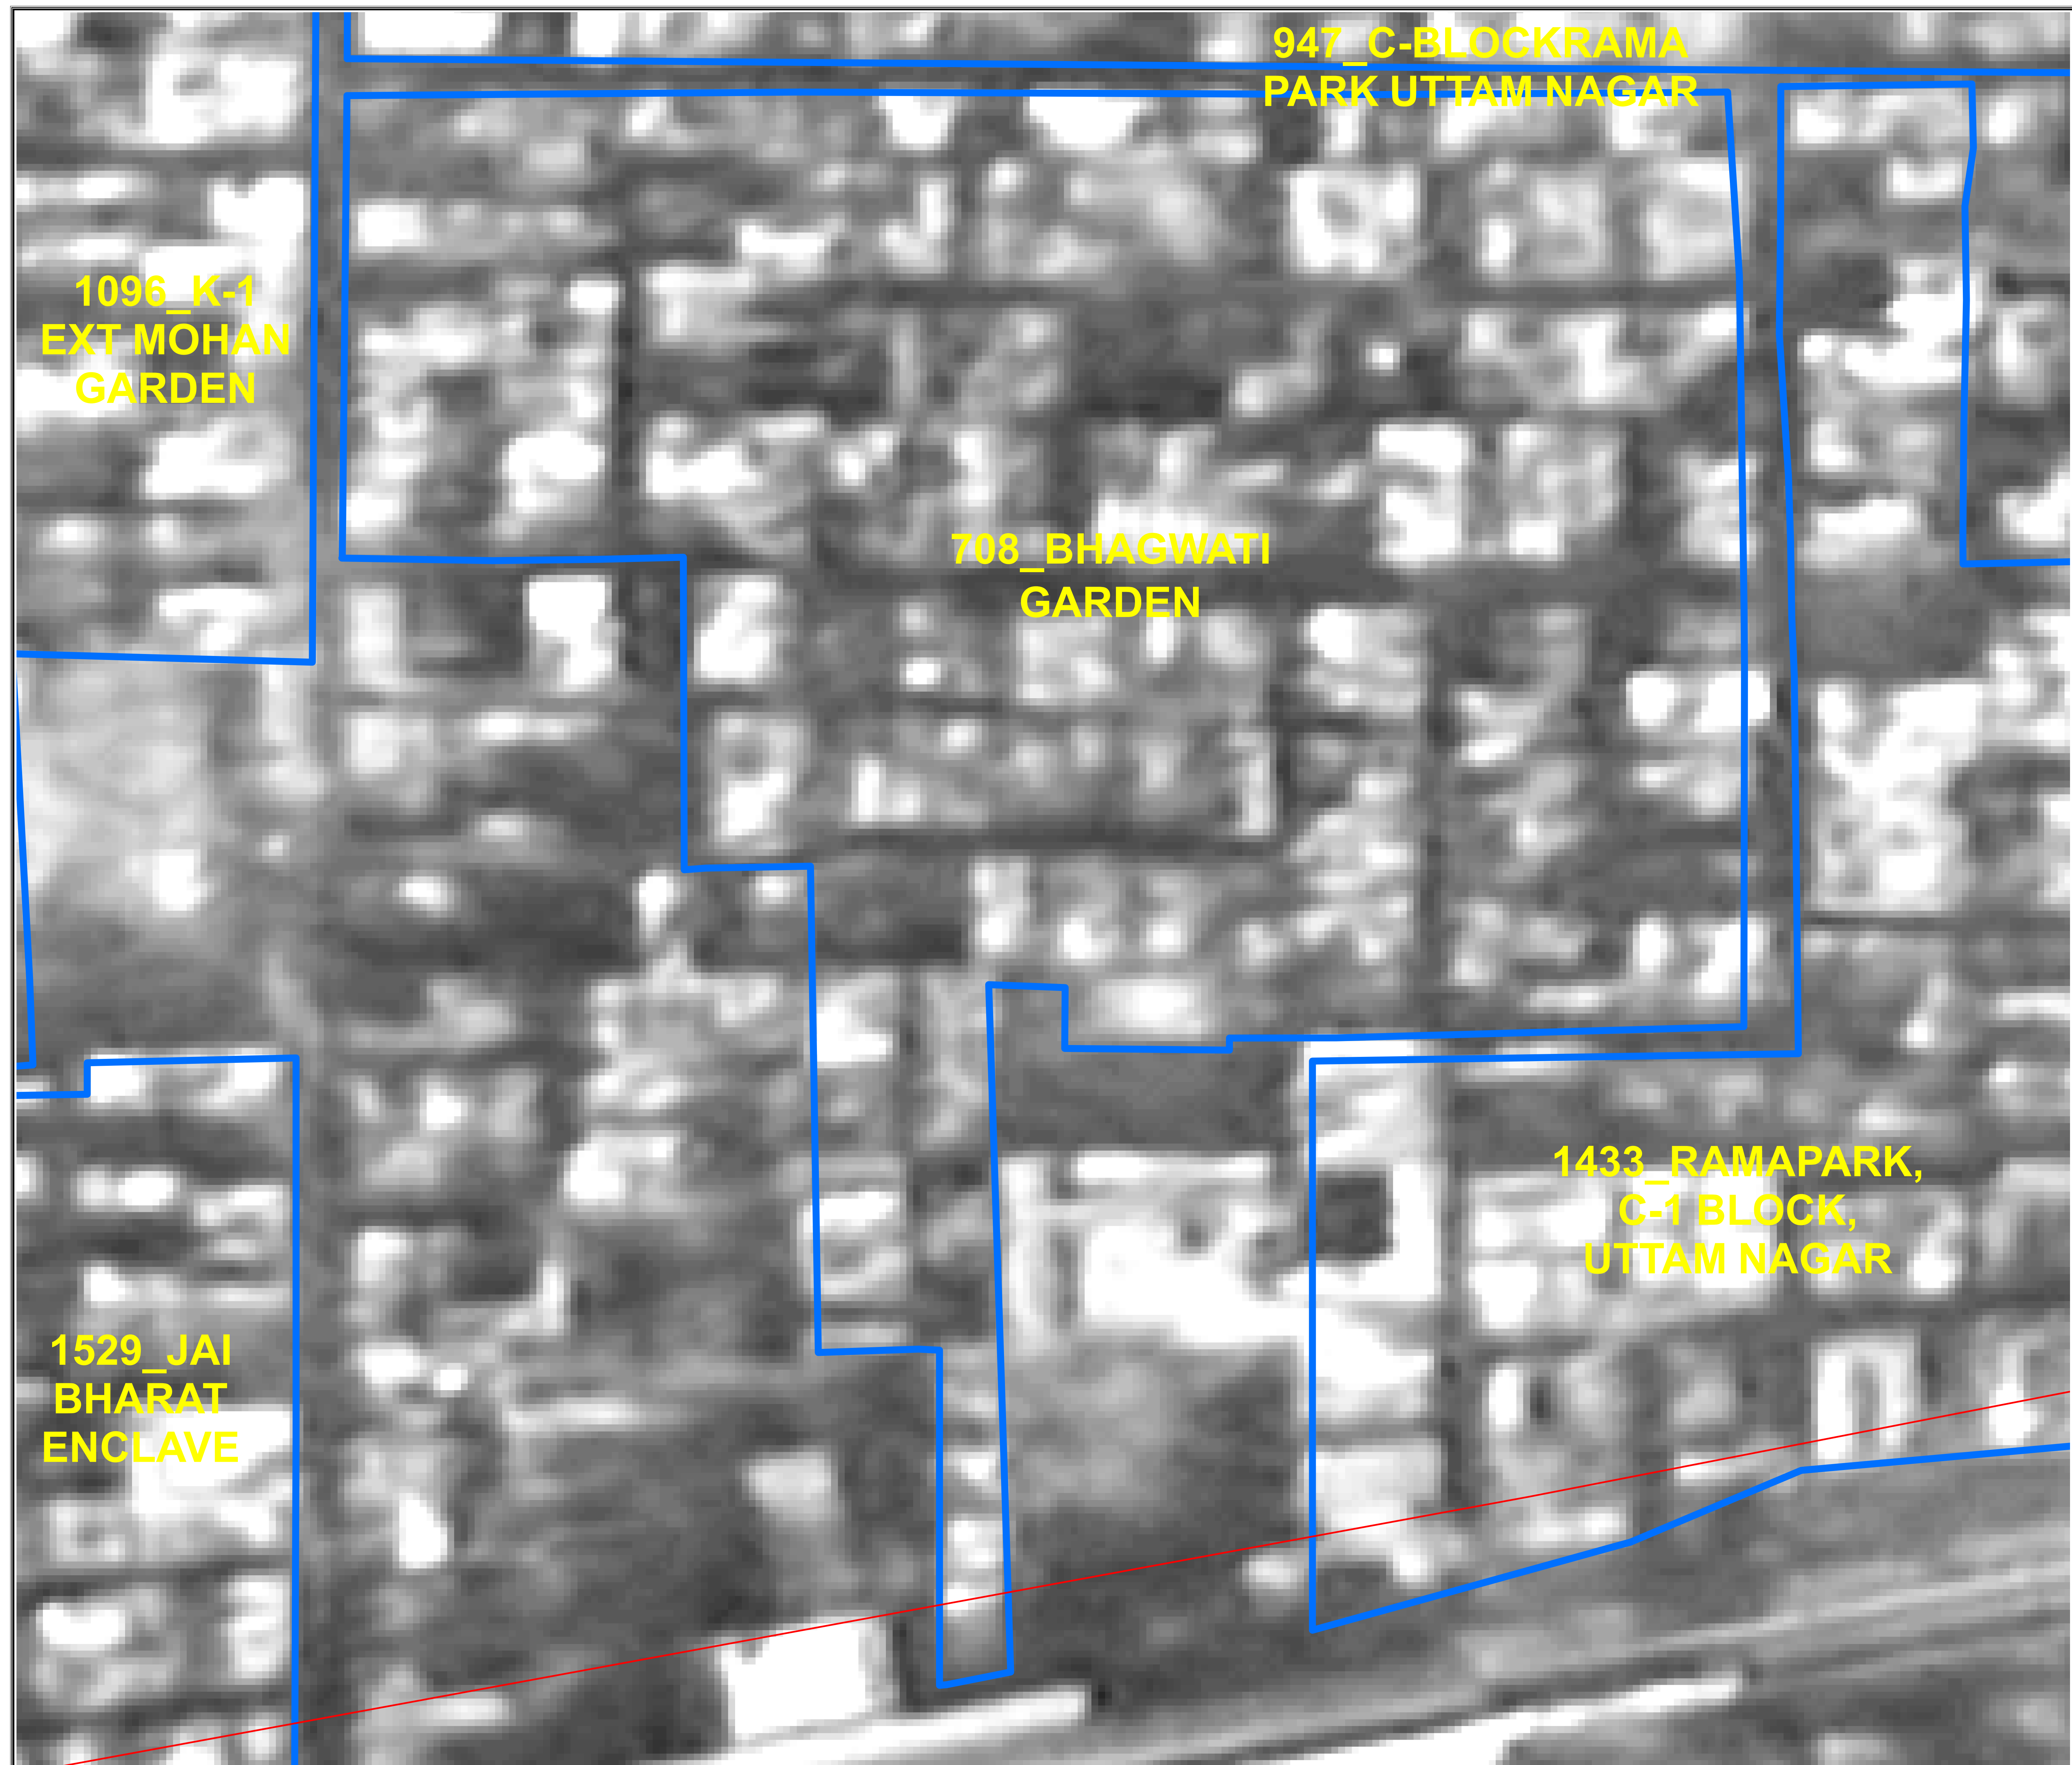 947_C-BLOCKRAMA
PARK UTTAM NAGAR
1096_K-1
EXT MOHAN
GARDEN
708_BHAGWATI
GARDEN
1433_RAMAPARK,
C-1 BLOCK,
UTTAM NAGAR
1529_JAI
BHARAT
ENCLAVE